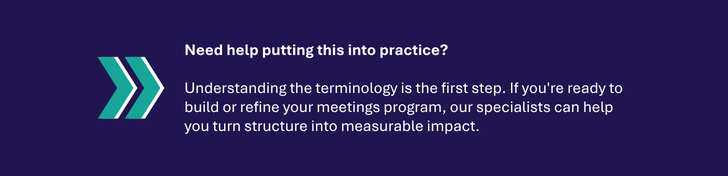 Need help putting this into practice?
Understanding the terminology is the first step. If you're ready to
build or refine your meetings program, our specialists can help
you turn structure into measurable impact.